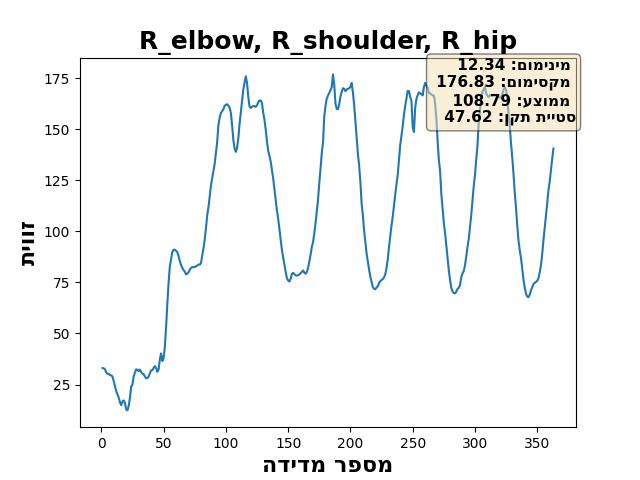 R_elbow, R_shoulder, R_hip
מינימום: 12.34
מקסימום: 176.83
ממוצע: 108.79
סטיית תקן: 47.62
זווית
175
150
125
100
75
50
25
0 50 100 150 200 250 300 350
מספר מדידה